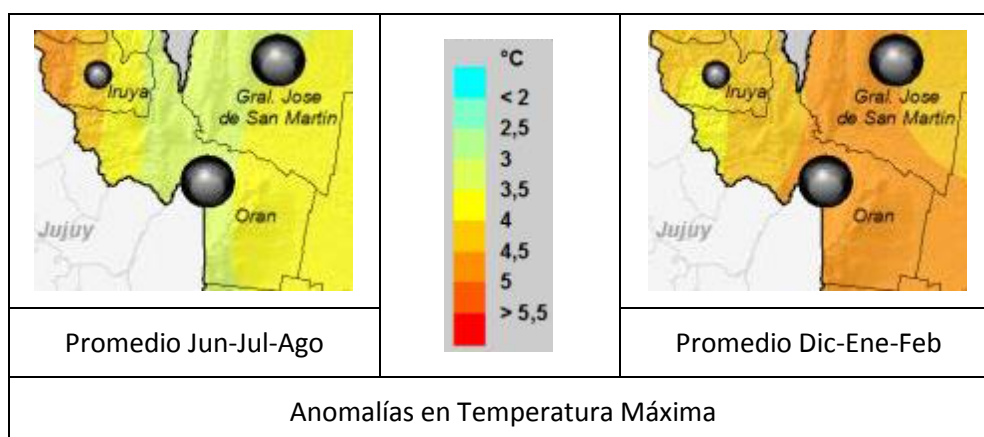 Iruya
Gral. Jose
de San Martin
Oran
Jujuy
Promedio Jun-Jul-Ago
°C
< 2
2,5
3
3,5
4
4,5
5
> 5,5
Iruya
Gral. Jose
de San Martin
Oran
Jujuy
Promedio Dic-Ene-Feb
Anomalías en Temperatura Máxima